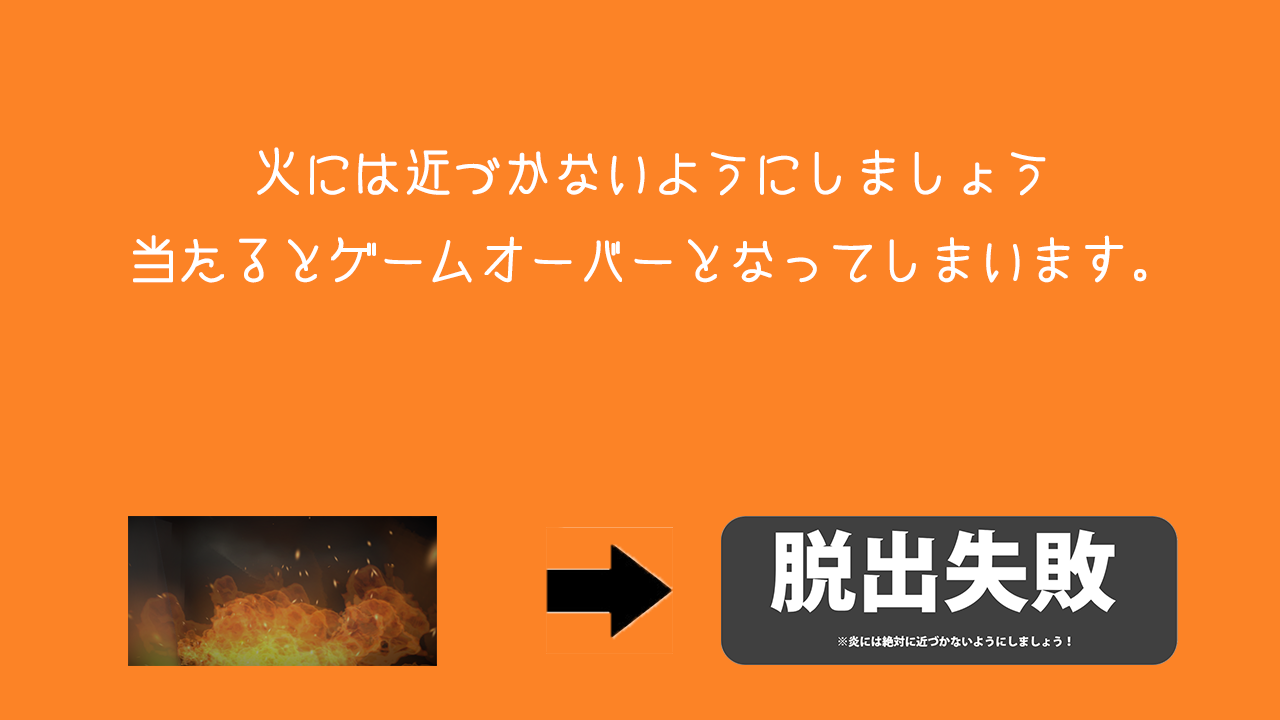 火には近づかないようにしましょう
当たるとゲームオーバーとなってしまいます。
脱出失敗
※炎には絶対に近づかないようにしましょう！